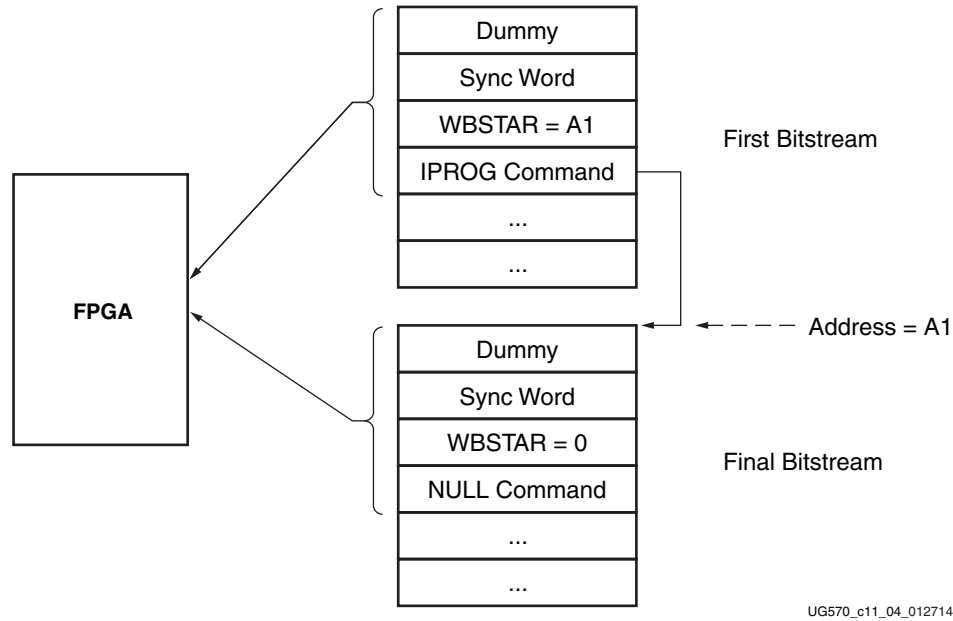 Dummy
Sync Word
WBSTAR = A1
First Bitstream
IPROG Command
...
...
FPGA
Address = A1
Dummy
Sync Word
WBSTAR = 0
Final Bitstream
NULL Command
...
...
UG570_c11_04_012714